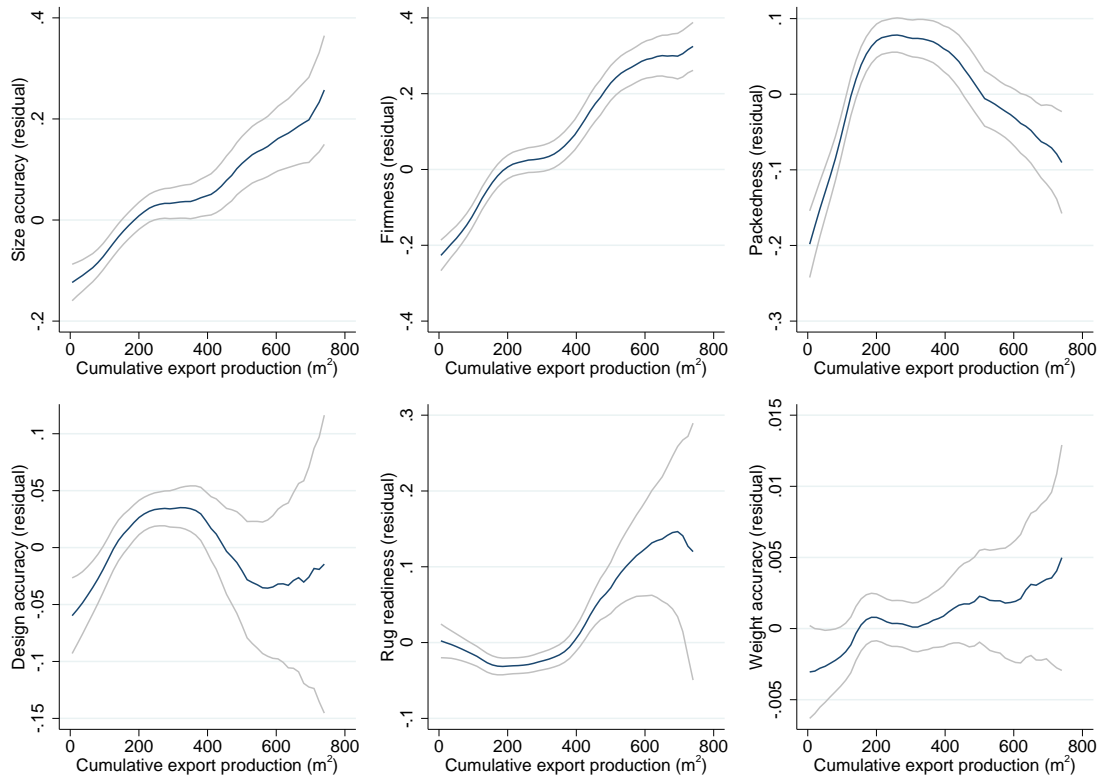 Size accuracy (residual)
.4
.2
0
-.2
0 200 400 600 800
Cumulative export production (m²)
Firmness (residual)
.4
.2
0
-.2
-.4
0 200 400 600 800
Cumulative export production (m²)
Packedness (residual)
.1
0
-.1
-.2
-.3
0 200 400 600 800
Cumulative export production (m²)
Design accuracy (residual)
.1
.05
0
-.05
-.1
-.15
0 200 400 600 800
Cumulative export production (m²)
Rug readiness (residual)
.3
.2
.1
0
-.1
0 200 400 600 800
Cumulative export production (m²)
Weight accuracy (residual)
.015
.01
.005
0
-.005
0 200 400 600 800
Cumulative export production (m²)